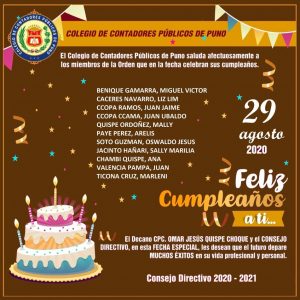 COLEGIO DE CONTADORES PÚBLICOS DE PUNO
El Colegio de Contadores Públicos de Puno saluda afectuosamente a
los miembros de la Orden que en la fecha celebran sus cumpleaños.
BENIQUE GAMARRA, MIGUEL VICTOR
CACERES NAVARRO, LIZ LIM
CCOPA RAMOS, JUAN JAIME
CCOPA CCAMA, JUAN UBALDO
QUISPE ORDOÑEZ, MALLY
PAYE PEREZ, ARELIS
SOTO GUZMAN, OSWALDO JESUS
JACINTO HAÑARI, SALLY MARILIA
CHAMBI QUISPE, ANA
VALENCIA PAMPA, JUAN
TICONA CRUZ, MARLENI
29
agosto
2020
Feliz
Cumpleaños
a ti...
El Decano CPC. OMAR JESÚS QUISPE CHOQUE y el CONSEJO
DIRECTIVO, en esta FECHA ESPECIAL, les desean que el futuro depare
MUCHOS ÉXITOS en su vida profesional y personal.
Consejo Directivo 2020 - 2021